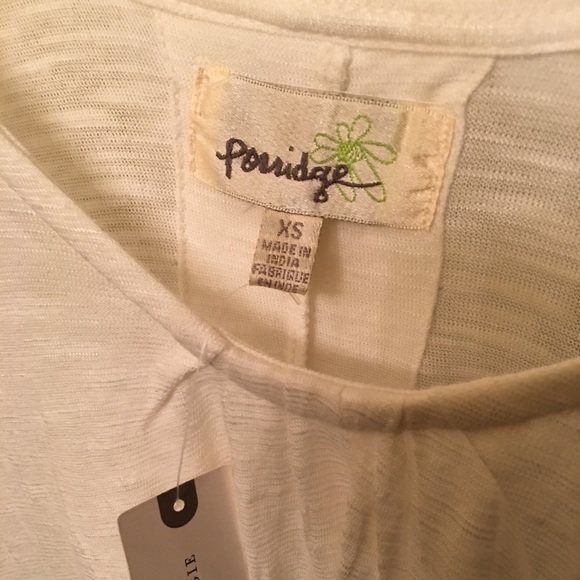 Porridge
XS
MADE IN
INDIA
FABRIQUE
EN INDE